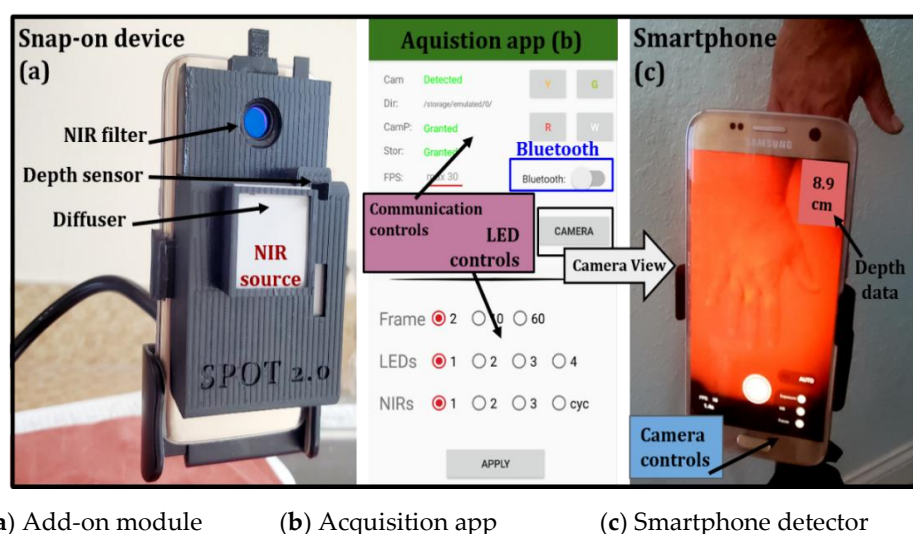 Snap-on device
(a)
NIR filter
Depth sensor
Diffuser
NIR
source
SPOT 2.0
Aquistion app (b)
Cam Detected
Dir: /storage/emulated/0/
CamP: Granted
Stor: Granted
FPS: max 30
Y G
R W
Bluetooth
Bluetooth:
Communication
controls
LED
controls
CAMERA
Camera View
Frame 2 10 60
LEDs 1 2 3 4
NIRs 1 2 3 cyc
APPLY
Smartphone
(c)
SAMSUNG
8.9
cm
Depth
data
AUTO
Camera
controls
a) Add-on module (b) Acquisition app (c) Smartphone detector